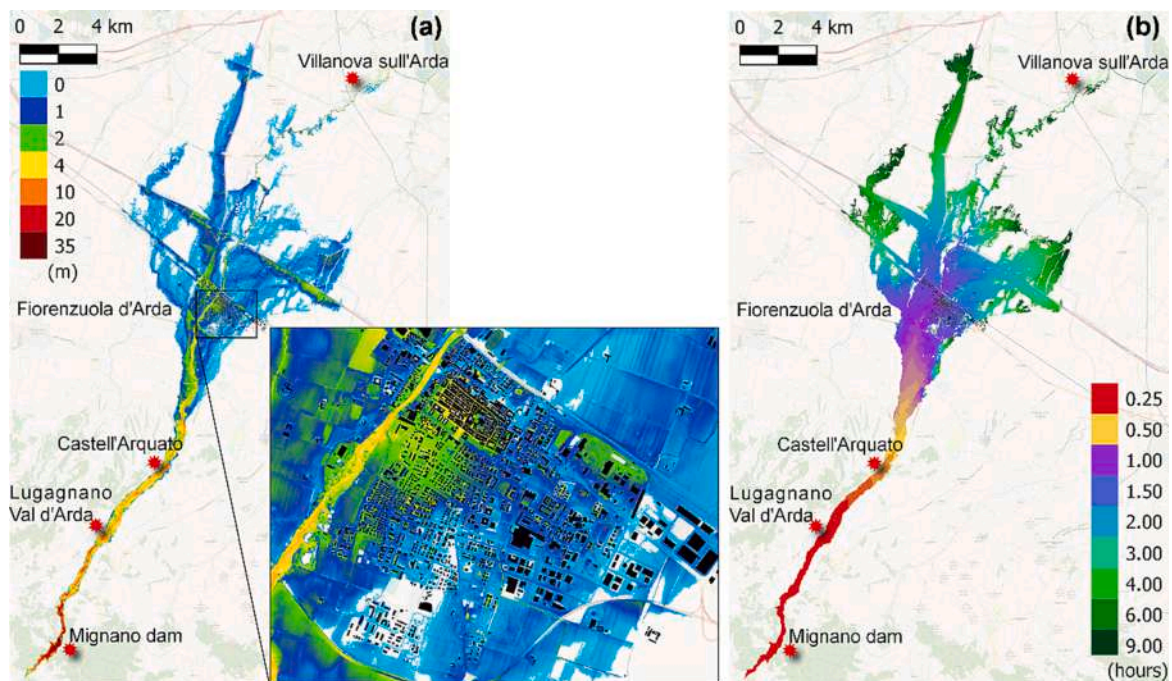 0 2 4 km
(a)
Villanova sull'Arda
0
1
2
4
10
20
35
(m)
Fiorenzuola d'Arda
Castell'Arquato
Lugagnano
Val d'Arda
Mignano dam
0 2 4 km
(b)
Villanova sull'Arda
Fiorenzuola d'Arda
Castell'Arquato
Lugagnano
Val d'Arda
Mignano dam
0.25
0.50
1.00
1.50
2.00
3.00
4.00
6.00
9.00
(hours)